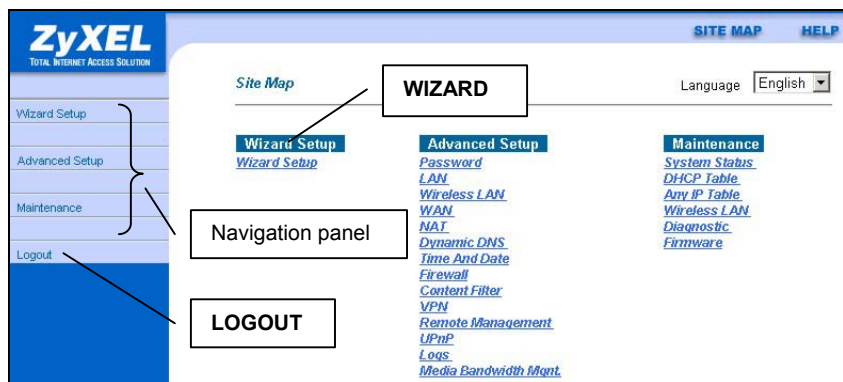 ZyXEL
TOTAL INTERNET ACCESS SOLUTION
SITE MAP HELP
Site Map
Language English
WIZARD
Wizard Setup
Advanced Setup
Maintenance
Logout
Navigation panel
LOGOUT
Wizard Setup
Wizard Setup
Advanced Setup
Password
LAN
Wireless LAN
WAN
NAT
Dynamic DNS
Time And Date
Firewall
Content Filter
VPN
Remote Management
UPnP
Logs
Media Bandwidth Mgnt.
Maintenance
System Status
DHCP Table
Any IP Table
Wireless LAN
Diagnostic
Firmware